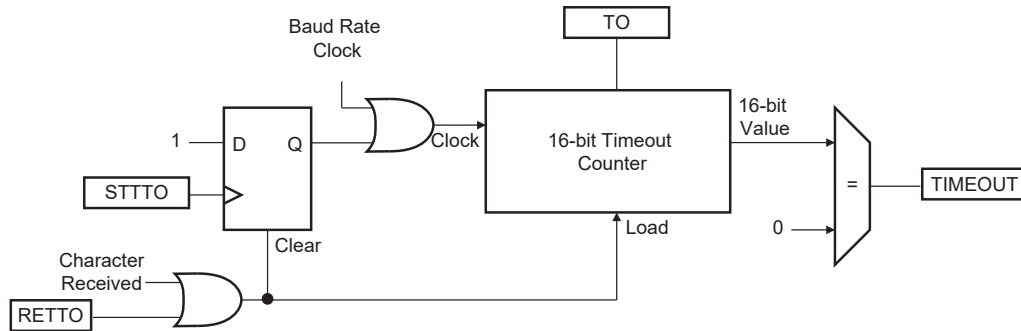 TO
Baud Rate
Clock
16-bit
Value
1
D
Q
Clock
16-bit Timeout
Counter
=
TIMEOUT
STTTO
Clear
Load
0
Character
Received
RETTO